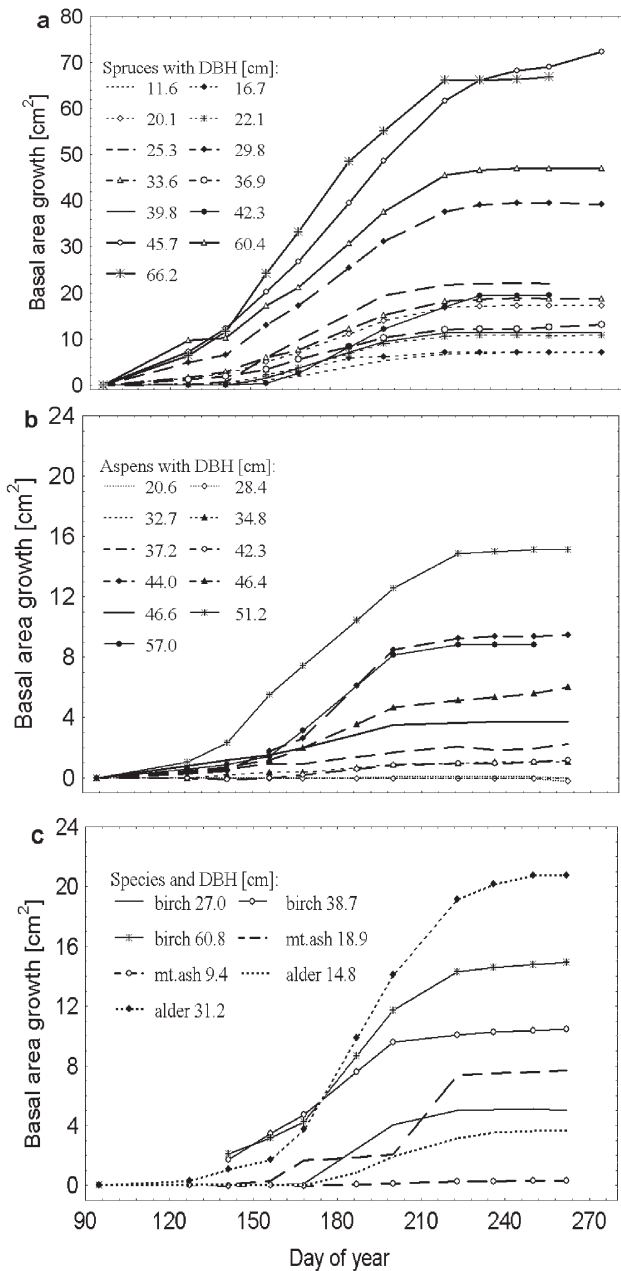 a
80
70
60
50
40
30
20
10
0
Basal area growth [cm²]
Spruces with DBH [cm]:
11.6 16.7
20.1 22.1
25.3 29.8
33.6 36.9
39.8 42.3
45.7 60.4
66.2
b
24
20
16
12
8
4
0
Basal area growth [cm²]
Aspens with DBH [cm]:
20.6 28.4
32.7 34.8
37.2 42.3
44.0 46.4
46.6 51.2
57.0
c
24
20
16
12
8
4
0
Basal area growth [cm²]
Species and DBH [cm]:
birch 27.0 birch 38.7
birch 60.8 mt.ash 18.9
mt.ash 9.4 alder 14.8
alder 31.2
90 120 150 180 210 240 270
Day of year